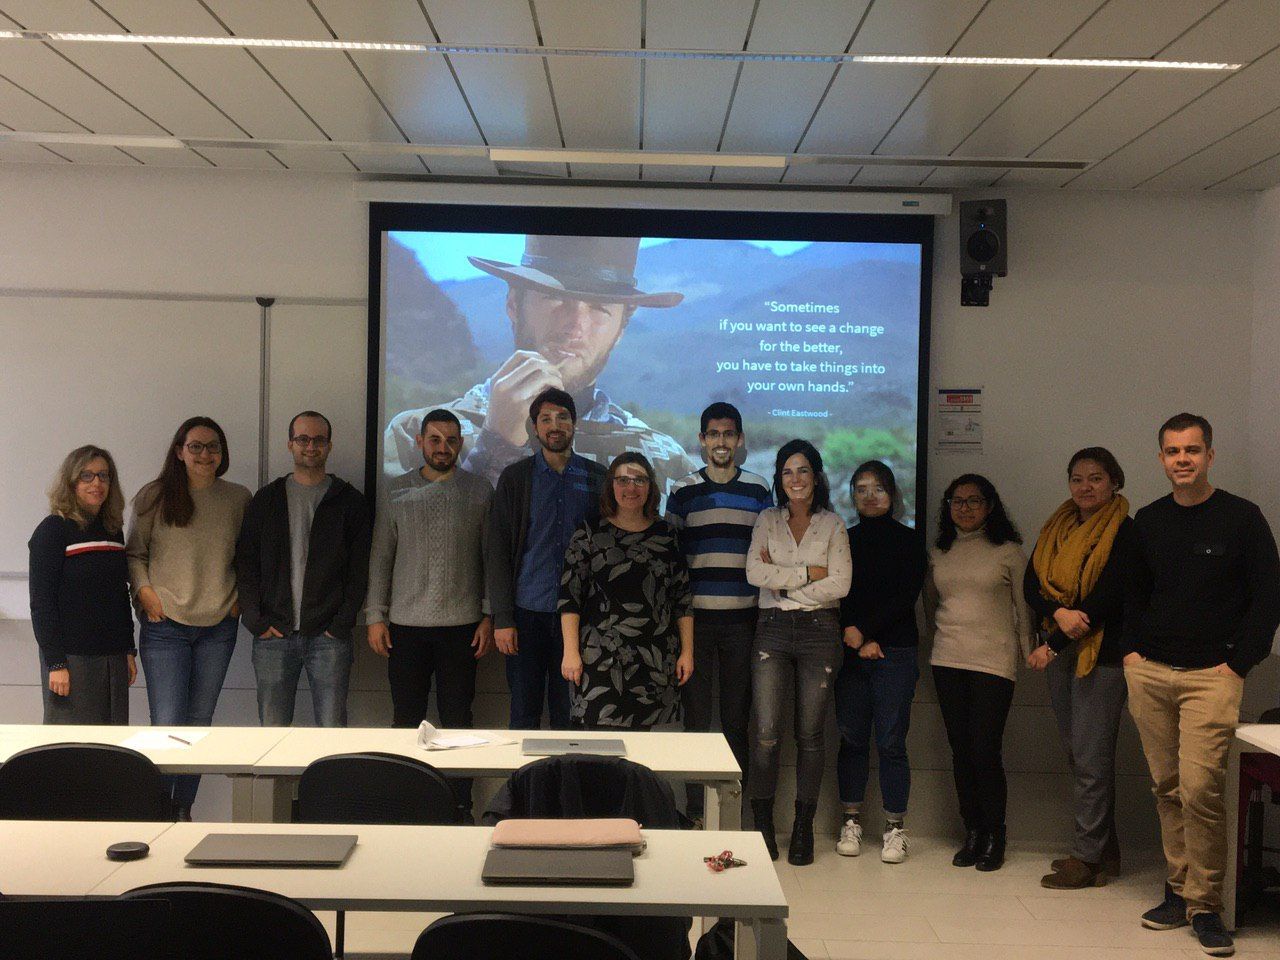 “Sometimes
if you want to see a change
for the better,
you have to take things into
your own hands.”
- Clint Eastwood -